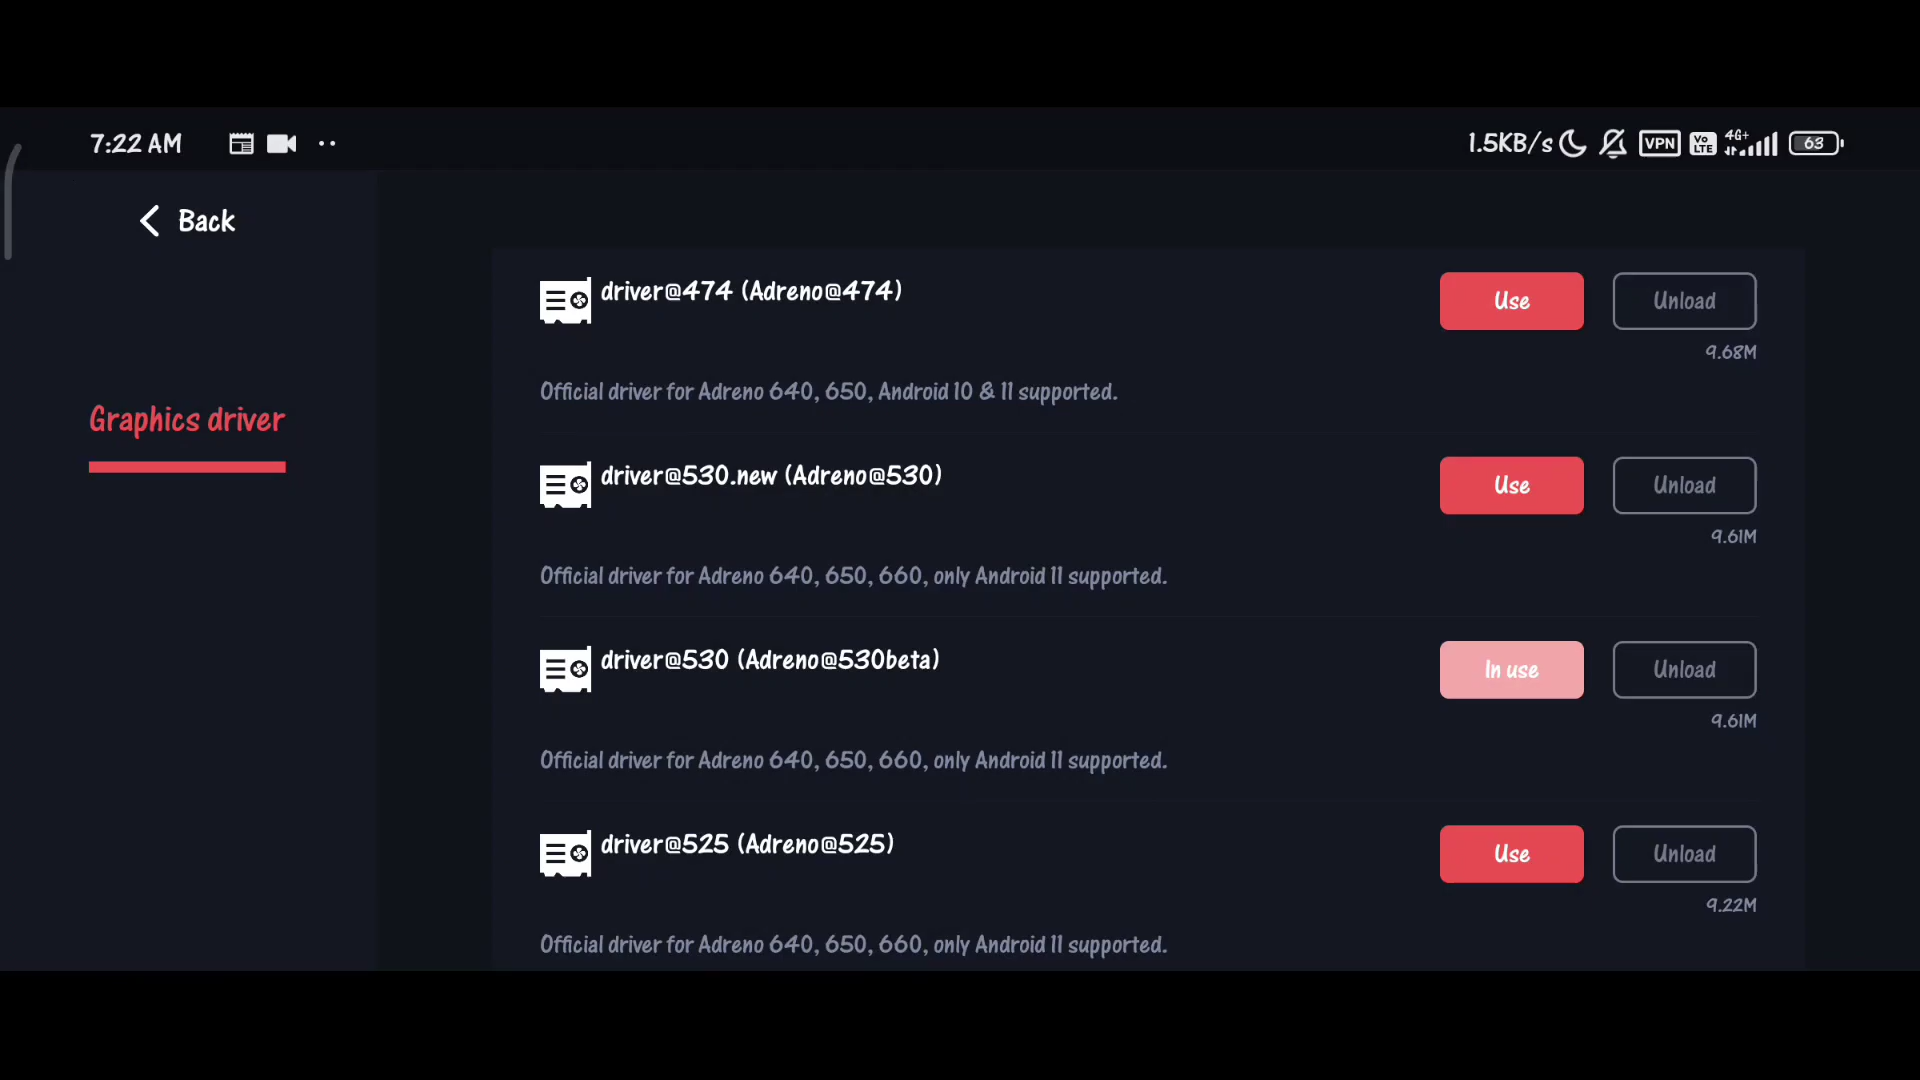 7:22 AM
1.5KB/s VPN Vo LTE 4G+ 63
Back
Graphics driver
driver@474 (Adreno@474)
Use
Unload
9.68M
Official driver for Adreno 640, 650, Android 10 & 11 supported.
driver@530.new (Adreno@530)
Use
Unload
9.61M
Official driver for Adreno 640, 650, 660, only Android 11 supported.
driver@530 (Adreno@530beta)
In use
Unload
9.61M
Official driver for Adreno 640, 650, 660, only Android 11 supported.
driver@525 (Adreno@525)
Use
Unload
9.22M
Official driver for Adreno 640, 650, 660, only Android 11 supported.